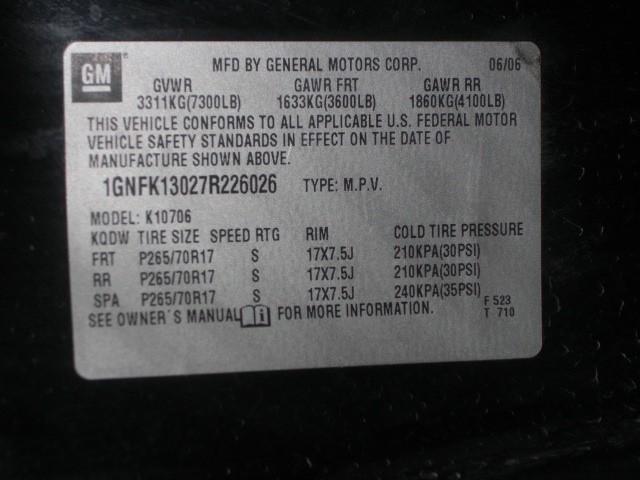 GM
MFD BY GENERAL MOTORS CORP. 06/06
GVWR GAWR FRT GAWR RR
3311KG(7300LB) 1633KG(3600LB) 1860KG(4100LB)
THIS VEHICLE CONFORMS TO ALL APPLICABLE U.S. FEDERAL MOTOR
VEHICLE SAFETY STANDARDS IN EFFECT ON THE DATE OF
MANUFACTURE SHOWN ABOVE.
1GNFK13027R226026 TYPE: M.P.V.
MODEL: K10706
KQDW TIRE SIZE SPEED RTG RIM COLD TIRE PRESSURE
FRT P265/70R17 S 17X7.5J 210KPA(30PSI)
RR P265/70R17 S 17X7.5J 210KPA(30PSI)
SPA P265/70R17 S 17X7.5J 240KPA(35PSI) F 523
SEE OWNER'S MANUAL FOR MORE INFORMATION. T 710